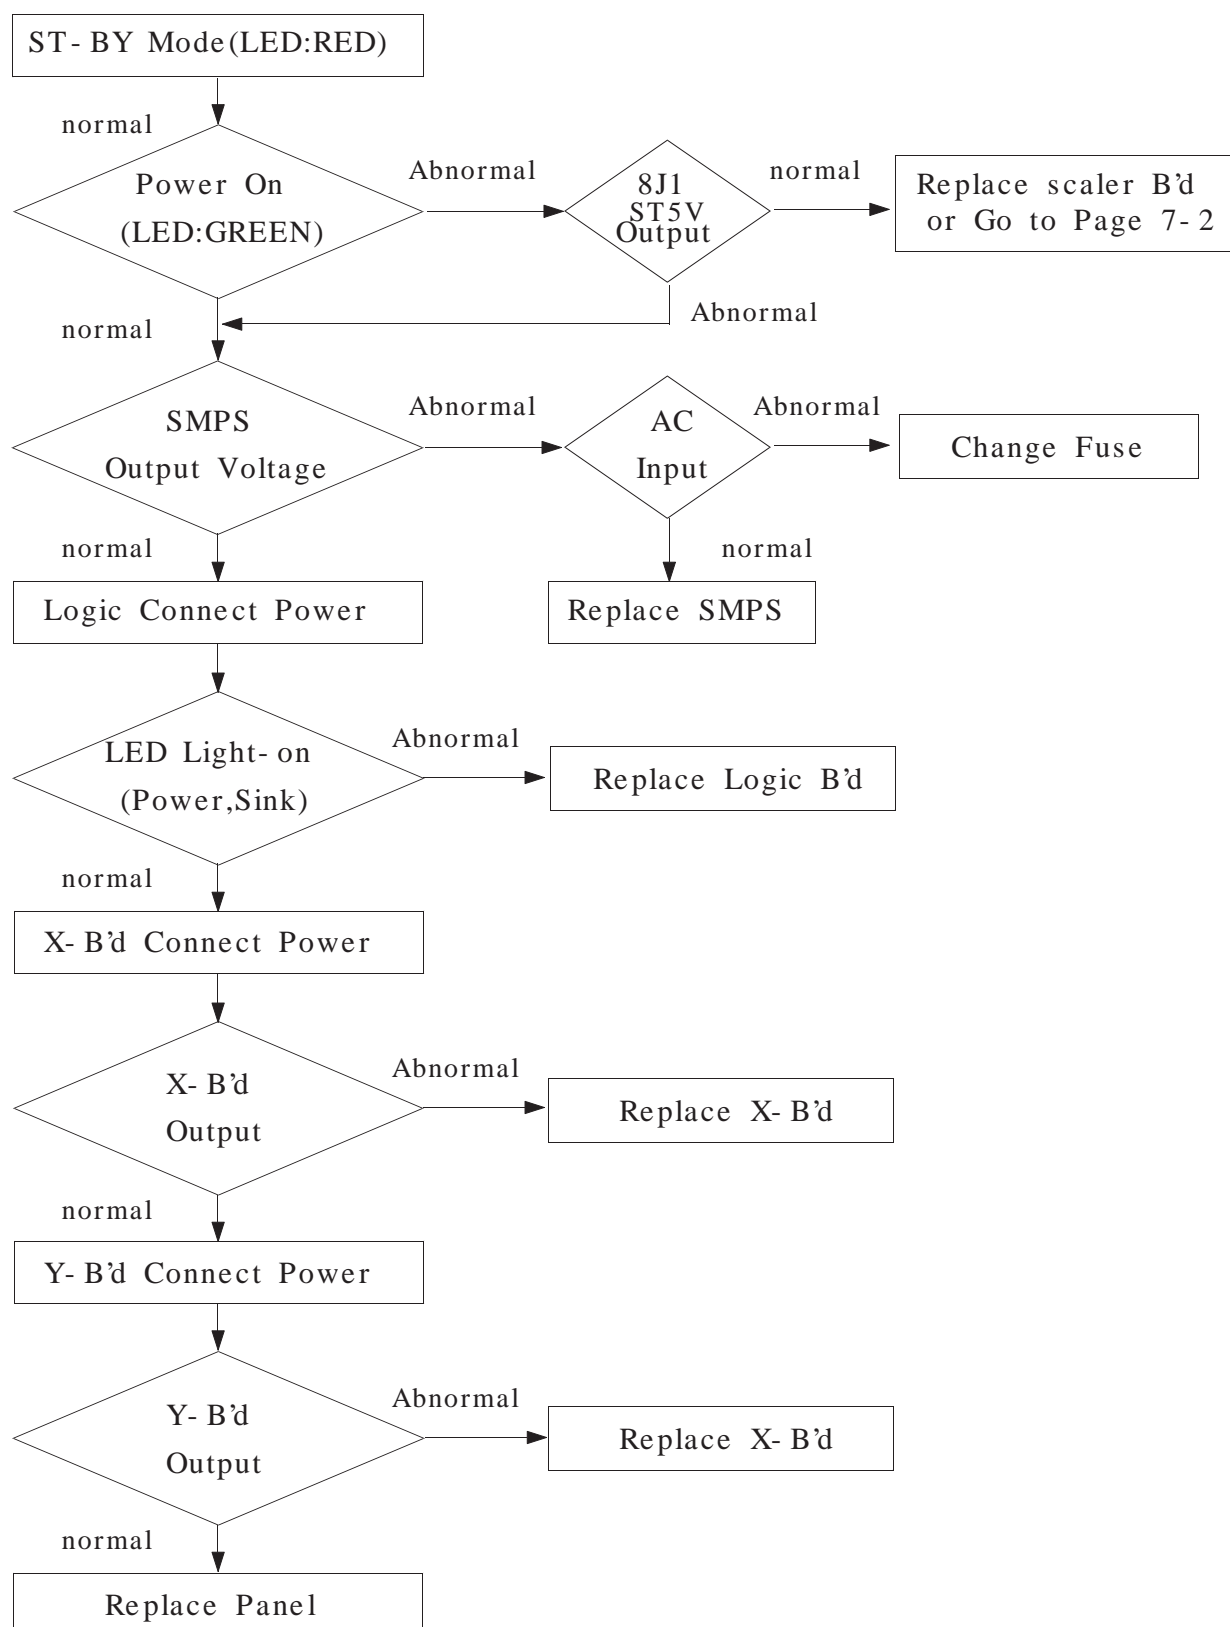 ST-BY Mode(LED:RED)
normal
Power On
(LED:GREEN)
Abnormal
8J1
ST5V
Output
normal
Replace scaler B'd
or Go to Page 7-2
normal
Abnormal
SMPS
Output Voltage
Abnormal
AC
Input
Abnormal
Change Fuse
normal
normal
Logic Connect Power
Replace SMPS
LED Light-on
(Power,Sink)
Abnormal
Replace Logic B'd
normal
X-B'd Connect Power
X-B'd
Output
Abnormal
Replace X-B'd
normal
Y-B'd Connect Power
Y-B'd
Output
Abnormal
Replace X-B'd
normal
Replace Panel